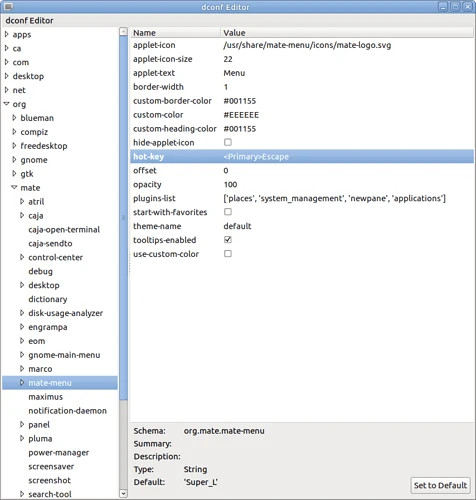 dconf Editor
apps
ca
com
desktop
net
org
blueman
compiz
freedesktop
gnome
gtk
mate
atril
caja
caja-open-terminal
caja-sendto
control-center
debug
desktop
dictionary
disk-usage-analyzer
engrampa
eom
gnome-main-menu
marco
mate-menu
maximus
notification-daemon
panel
pluma
power-manager
screensaver
screenshot
search-tool
Name Value
applet-icon /usr/share/mate-menu/icons/mate-logo.svg
applet-icon-size 22
applet-text Menu
border-width 1
custom-border-color #001155
custom-color #EEEEEE
custom-heading-color #001155
hide-applet-icon
hot-key <Primary>Escape
offset 0
opacity 100
plugins-list ['places', 'system_management', 'newpane', 'applications']
start-with-favorites
theme-name default
tooltips-enabled
use-custom-color
Schema: org.mate.mate-menu
Summary:
Description:
Type: String
Default: 'Super_L'
Set to Default